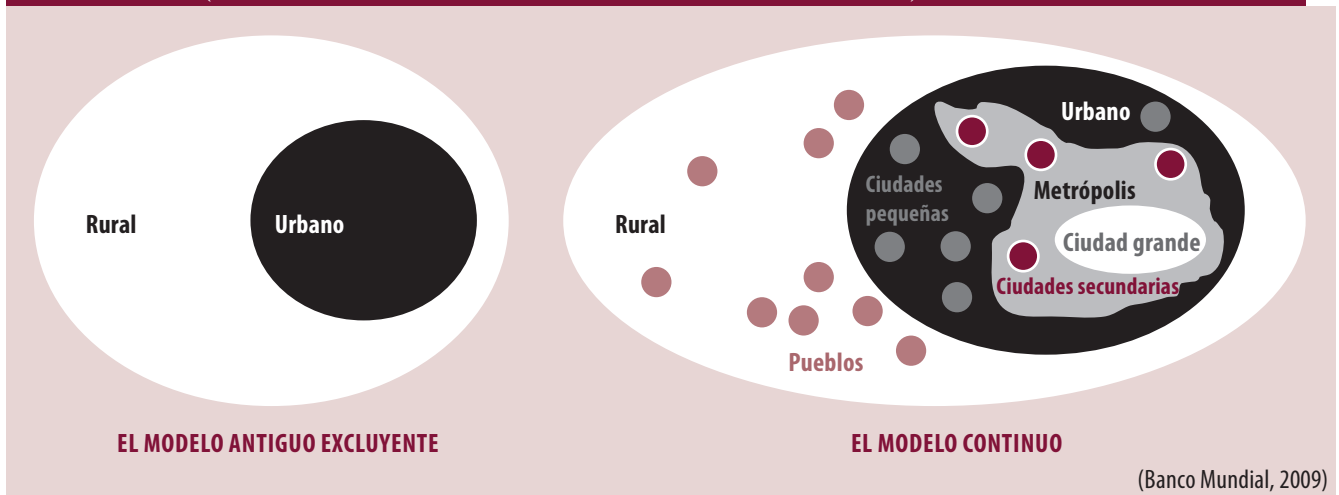 Rural
Urbano
EL MODELO ANTIGUO EXCLUYENTE
Rural
Pueblos
Urbano
Ciudades
pequeñas
Metrópolis
Ciudad grande
Ciudades secundarias
EL MODELO CONTINUO
(Banco Mundial, 2009)